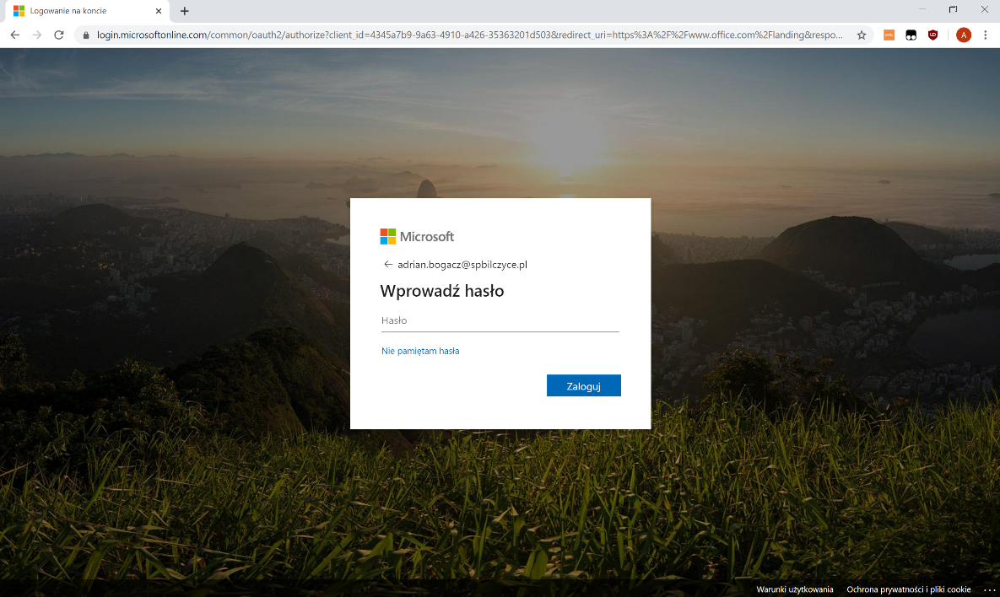 Logowanie na koncie
login.microsoftonline.com/common/oauth2/authorize?client_id=4345a7b9-9a63-4910-a426-35363201d503&redirect_uri=https%3A%2F%2Fwww.office.com%2Flanding&respo...
A
Microsoft
adrian.bogacz@spbilczyce.pl
Wprowadź hasło
Hasło
Nie pamiętam hasła
Zaloguj
Warunki użytkowania Ochrona prywatności i pliki cookie ...